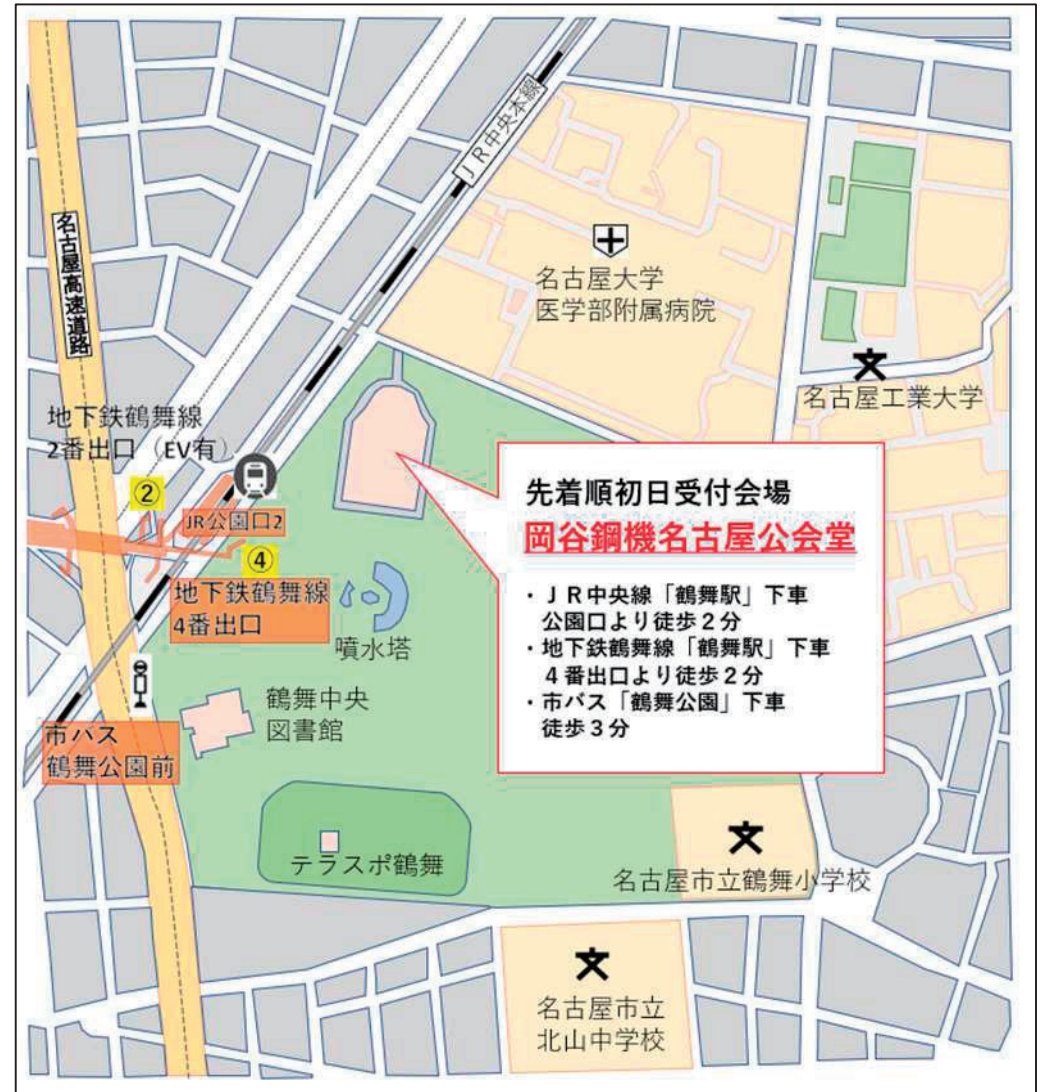 JR中央本線
名古屋高速道路
名古屋大学
医学部附属病院
名古屋工業大学
地下鉄鶴舞線
2番出口(EV有)
②
JR公園口2
④
地下鉄鶴舞線
4番出口
噴水塔
鶴舞中央
図書館
市バス
鶴舞公園前
テラスポ鶴舞
先着順初日受付会場
岡谷鋼機名古屋公会堂
・JR中央線「鶴舞駅」下車
公園口より徒歩2分
・地下鉄鶴舞線「鶴舞駅」下車
4番出口より徒歩2分
・市バス「鶴舞公園」下車
徒歩3分
名古屋市立鶴舞小学校
名古屋市立
北山中学校